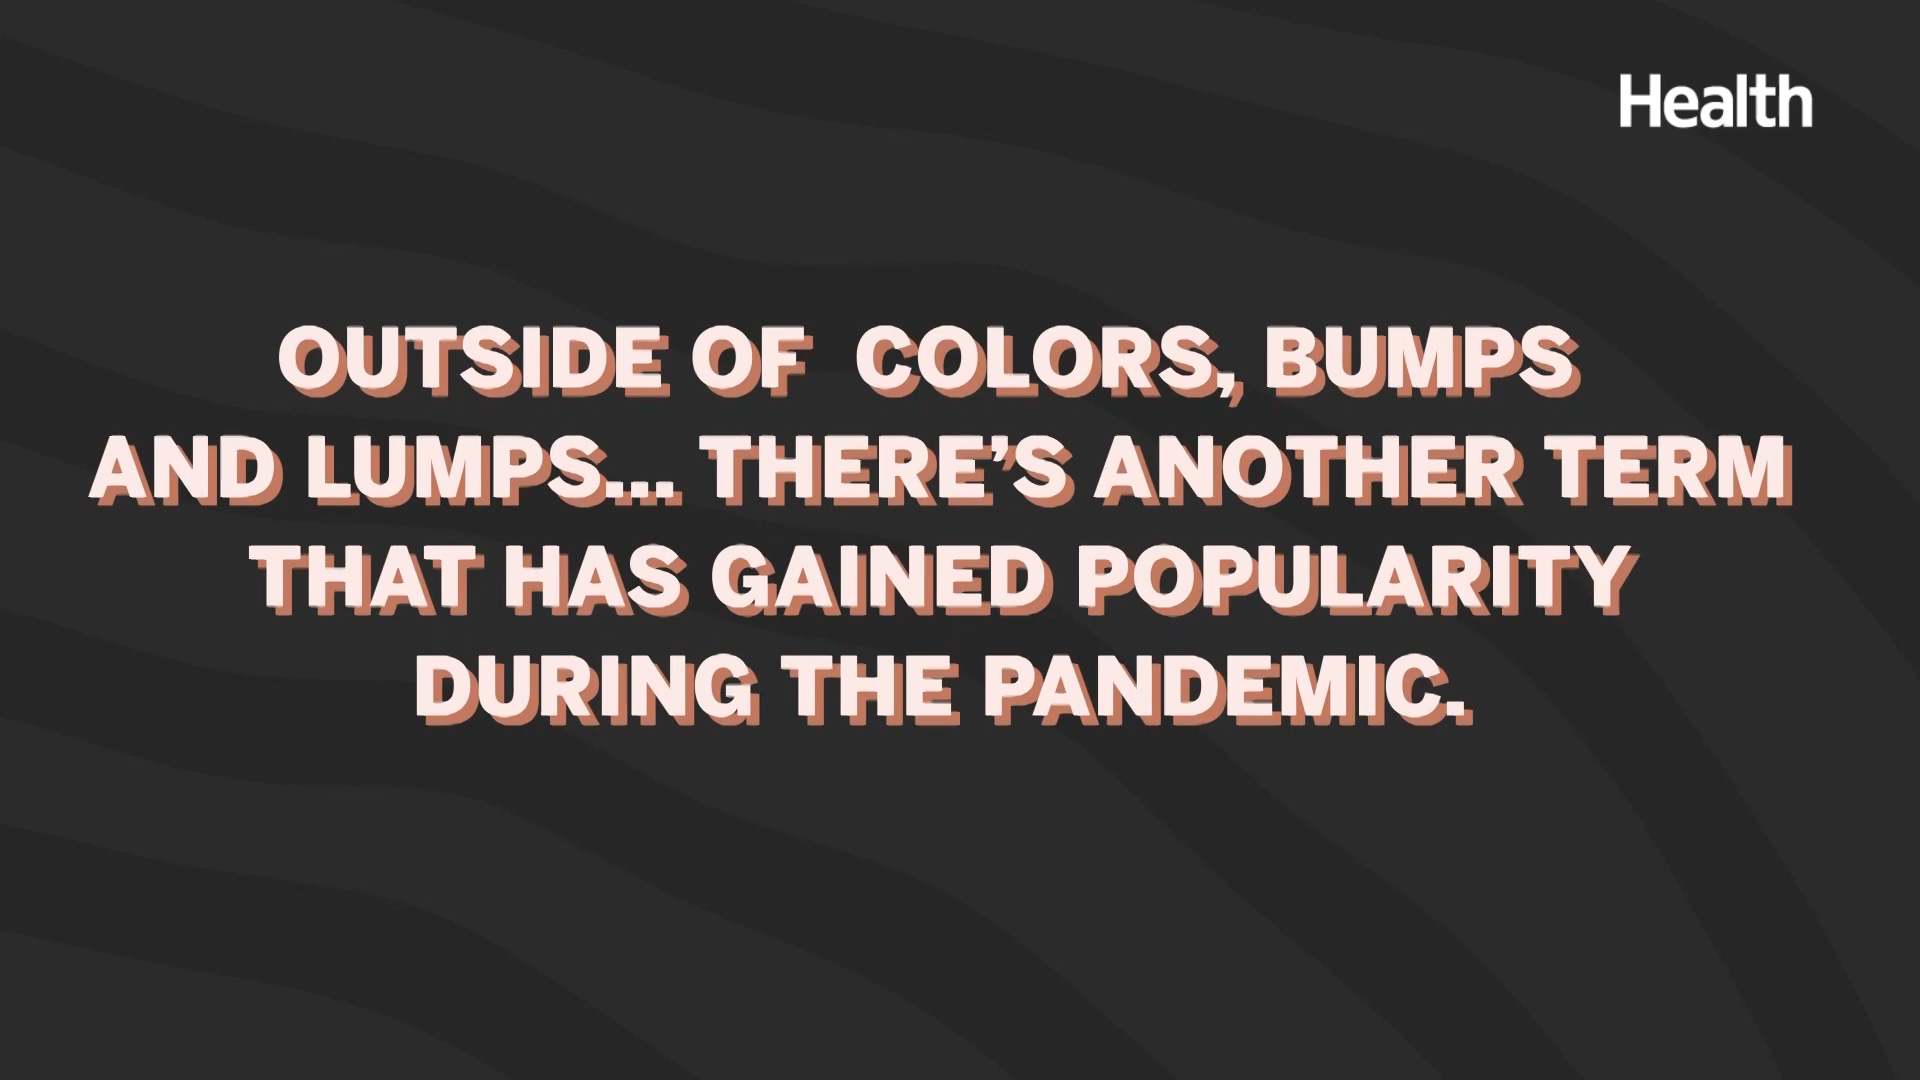 Health
OUTSIDE OF COLORS, BUMPS
AND LUMPS... THERE'S ANOTHER TERM
THAT HAS GAINED POPULARITY
DURING THE PANDEMIC.